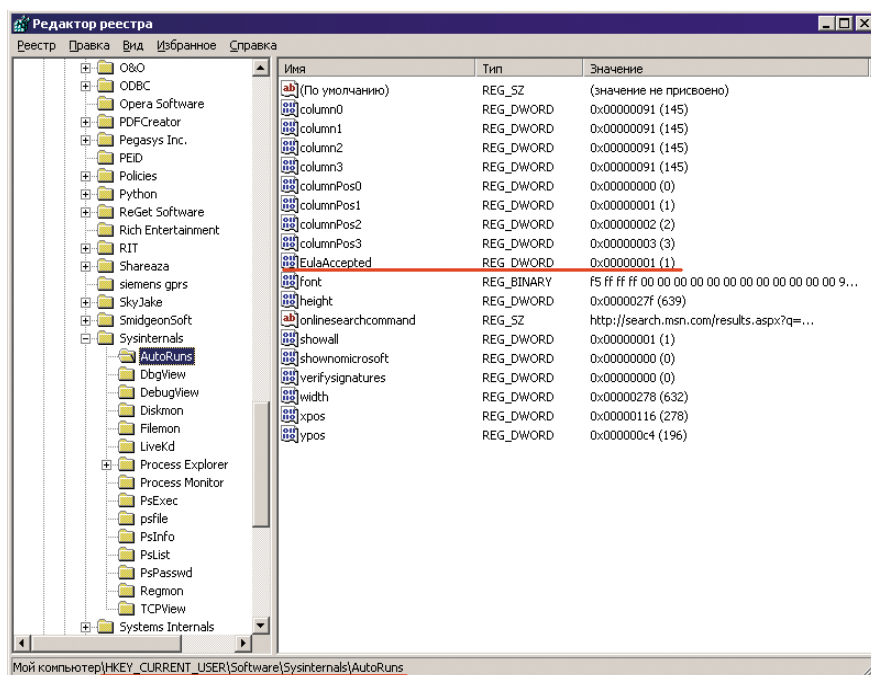 Редактор реестра
Реестр Правка Вид Избранное Справка
O&O
ODBC
Opera Software
PDFCreator
Pegasys Inc.
PEiD
Policies
Python
ReGet Software
Rich Entertainment
RIT
Shareaza
siemens gprs
SkyJake
SmidgeonSoft
Sysinternals
AutoRuns
DbgView
DebugView
Diskmon
Filemon
LiveKd
Process Explorer
Process Monitor
PsExec
psfile
PsInfo
PsList
PsPasswd
Regmon
TCPView
Systems Internals
Имя Тип Значение
(По умолчанию) REG_SZ (значение не присвоено)
column0 REG_DWORD 0x00000091 (145)
column1 REG_DWORD 0x00000091 (145)
column2 REG_DWORD 0x00000091 (145)
column3 REG_DWORD 0x00000091 (145)
columnPos0 REG_DWORD 0x00000000 (0)
columnPos1 REG_DWORD 0x00000001 (1)
columnPos2 REG_DWORD 0x00000002 (2)
columnPos3 REG_DWORD 0x00000003 (3)
EulaAccepted REG_DWORD 0x00000001 (1)
font REG_BINARY f5 ff ff ff 00 00 00 00 00 00 00 00 00 00 00 00 9...
height REG_DWORD 0x0000027f (639)
onlinesearchcommand REG_SZ http://search.msn.com/results.aspx?q=...
showall REG_DWORD 0x00000001 (1)
shownomicrosoft REG_DWORD 0x00000000 (0)
verifysignatures REG_DWORD 0x00000000 (0)
width REG_DWORD 0x00000278 (632)
xpos REG_DWORD 0x00000116 (278)
ypos REG_DWORD 0x000000c4 (196)
Мой компьютер\HKEY_CURRENT_USER\Software\Sysinternals\AutoRuns